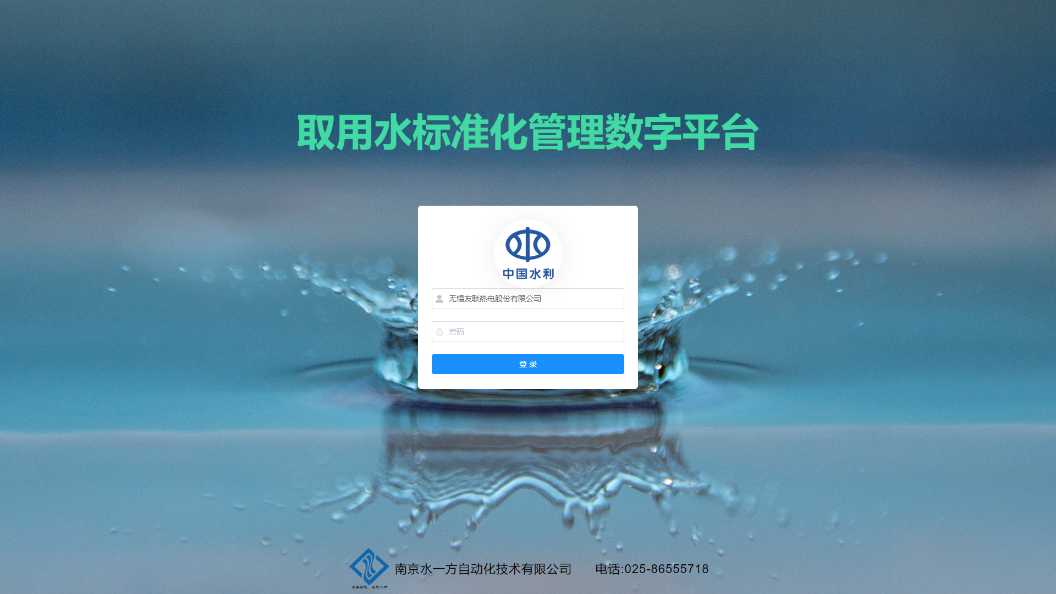 取用水标准化管理数字平台
中国水利
无锡友联热电股份有限公司
密码
登录
南京水一方自动化技术有限公司 电话:025-86555718